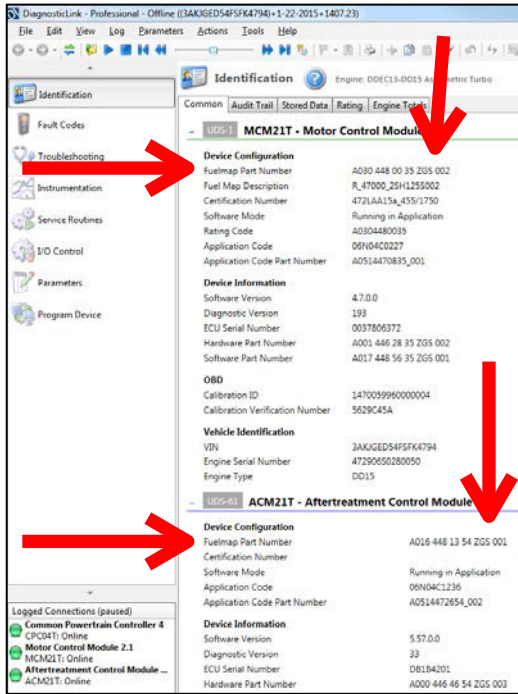 DiagnosticLink - Professional - Offline ((3AKJGED54FSFK4794)+1-22-2015+1407.23)
File Edit View Log Parameters Actions Tools Help
Identification Engine: DDEC13-DD15 Turbo
Common Audit Trail Stored Data Rating Engine Totals
Identification
Fault Codes
Troubleshooting
Instrumentation
Service Routines
I/O Control
Parameters
Program Device
UDS-1 MCM21T - Motor Control Module
Device Configuration
Fuelmap Part Number A030 448 00 35 ZGS 002
Fuel Map Description R_47000_2SH125S002
Certification Number 472LAA15a_455/1750
Software Mode Running in Application
Rating Code A0304480035
Application Code 06N04C0227
Application Code Part Number A0514470835_001
Device Information
Software Version 4.7.0.0
Diagnostic Version 193
ECU Serial Number 0037806372
Hardware Part Number A001 446 28 35 ZGS 002
Software Part Number A017 448 56 35 ZGS 001
OBD
Calibration ID 1470059960000004
Calibration Verification Number 5629C45A
Vehicle Identification
VIN 3AKJGED54FSFK4794
Engine Serial Number 472906S0280050
Engine Type DD15
UDS-61 ACM21T - Aftertreatment Control Module
Device Configuration
Fuelmap Part Number A016 448 13 54 ZGS 001
Certification Number
Software Mode Running in Application
Application Code 06N04C1236
Application Code Part Number A0514472654_002
Device Information
Software Version 5.57.0.0
Diagnostic Version 33
ECU Serial Number DB1B4201
Hardware Part Number A000 446 46 54 ZGS 003
Logged Connections (paused)
Common Powertrain Controller 4
CPC04T: Online
Motor Control Module 2.1
MCM21T: Online
Aftertreatment Control Module ...
ACM21T: Online